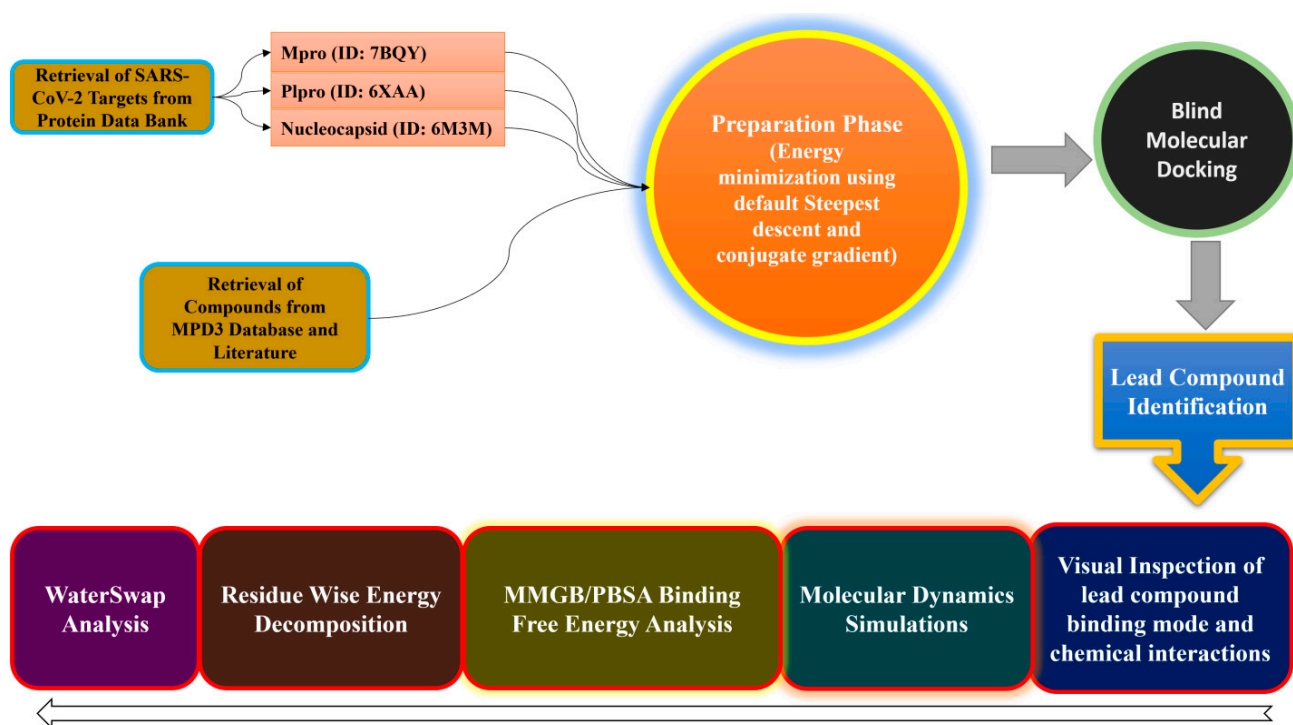 Retrieval of SARS-
CoV-2 Targets from
Protein Data Bank
Mpro (ID: 7BQY)
Plpro (ID: 6XAA)
Nucleocapsid (ID: 6M3M)
Retrieval of
Compounds from
MPD3 Database and
Literature
Preparation Phase
(Energy
minimization using
default Steepest
descent and
conjugate gradient)
Blind
Molecular
Docking
Lead Compound
Identification
Visual Inspection of
lead compound
binding mode and
chemical interactions
Molecular Dynamics
Simulations
MMGB/PBSA Binding
Free Energy Analysis
Residue Wise Energy
Decomposition
WaterSwap
Analysis